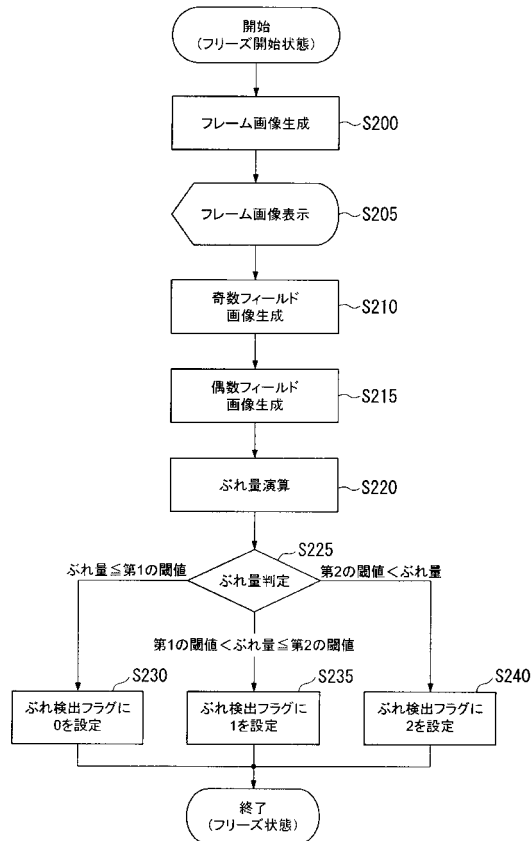 開始
(フリーズ開始状態)
フレーム画像生成
S200
フレーム画像表示
S205
奇数フィールド
画像生成
S210
偶数フィールド
画像生成
S215
ぶれ量演算
S220
S225
ぶれ量≦第1の閾値
ぶれ量判定
第2の閾値<ぶれ量
第1の閾値<ぶれ量≦第2の閾値
S230
S235
S240
ぶれ検出フラグに
0を設定
ぶれ検出フラグに
1を設定
ぶれ検出フラグに
2を設定
終了
(フリーズ状態)